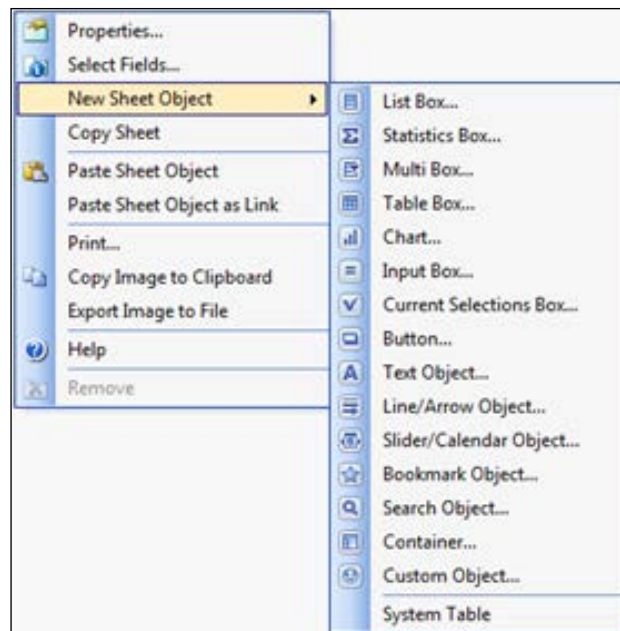 Properties...
Select Fields...
New Sheet Object
Copy Sheet
Paste Sheet Object
Paste Sheet Object as Link
Print...
Copy Image to Clipboard
Export Image to File
Help
Remove
List Box...
Statistics Box...
Multi Box...
Table Box...
Chart...
Input Box...
Current Selections Box...
Button...
Text Object...
Line/Arrow Object...
Slider/Calendar Object...
Bookmark Object...
Search Object...
Container...
Custom Object...
System Table